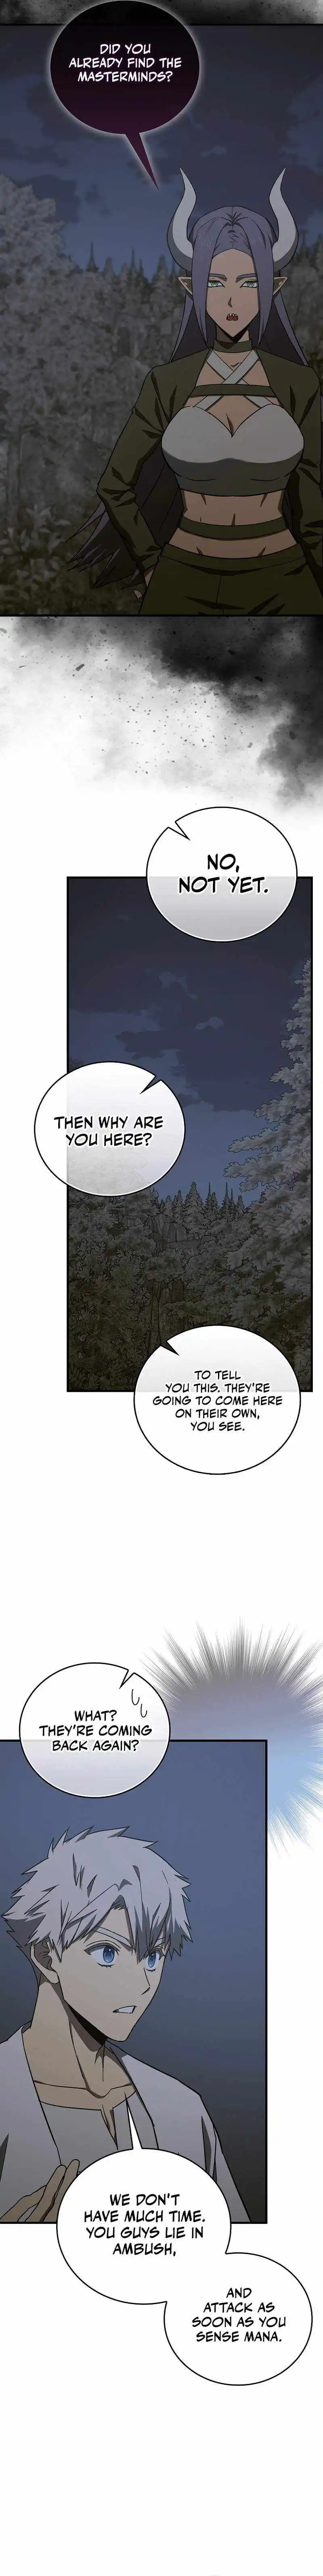 DID YOU
ALREADY FIND THE
MASTERMINDS?
NO,
NOT YET.
THEN WHY ARE
YOU HERE?
TO TELL
YOU THIS. THEY'RE
GOING TO COME HERE
ON THEIR OWN,
YOU SEE.
WHAT?
THEY'RE COMING
BACK AGAIN?
WE DON'T
HAVE MUCH TIME.
YOU GUYS LIE IN
AMBUSH,
AND
ATTACK AS
SOON AS YOU
SENSE MANA.